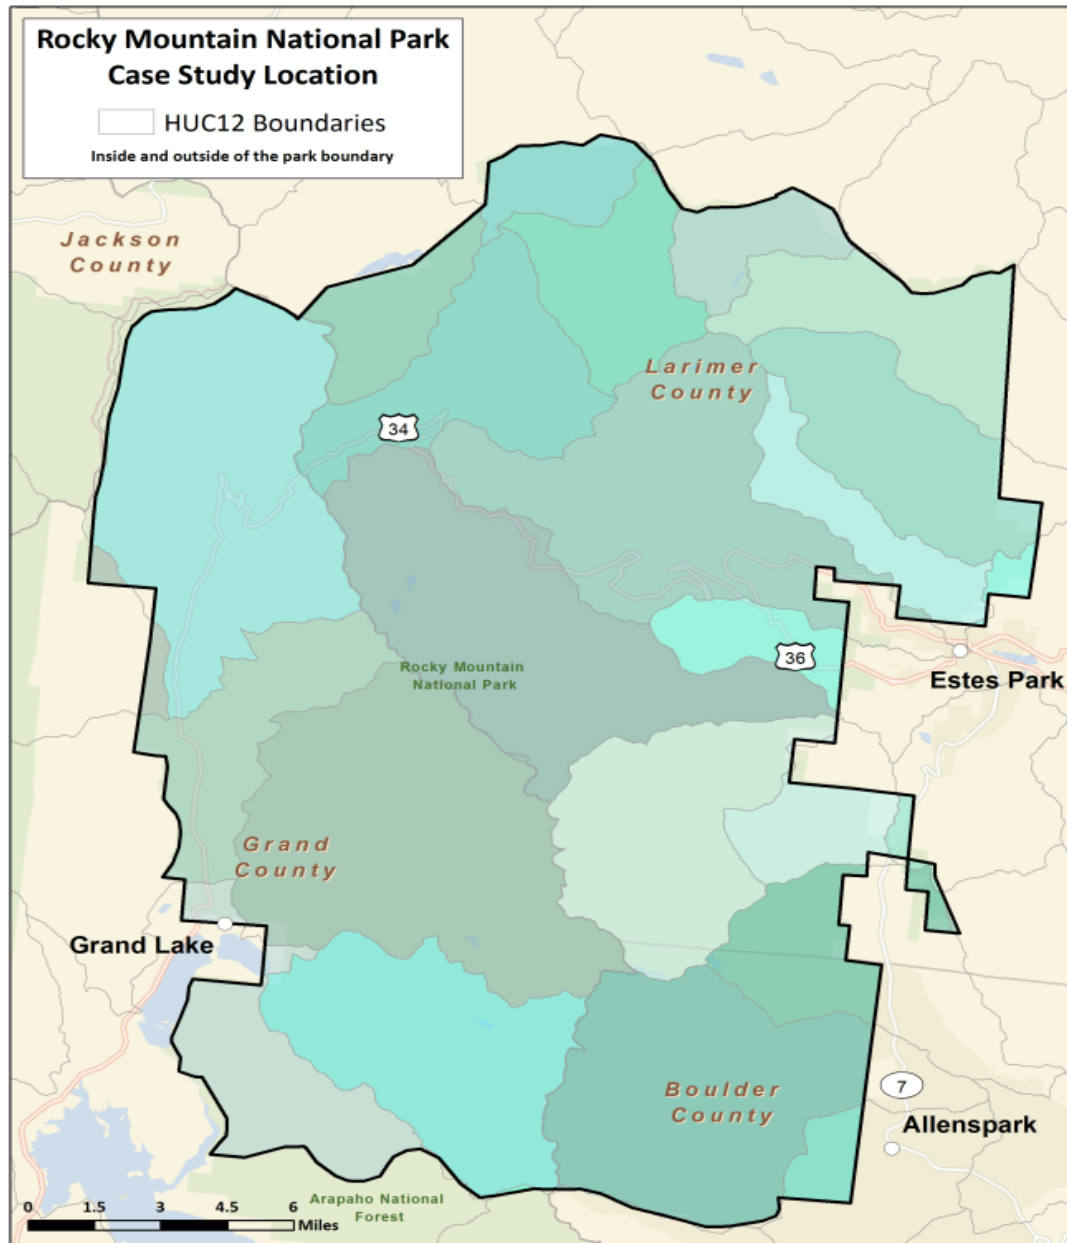 Rocky Mountain National Park
Case Study Location
HUC12 Boundaries
Inside and outside of the park boundary
Jackson
County
Larimer
County
34
Rocky Mountain
National Park
36
Estes Park
Grand
County
Grand Lake
Boulder
County
7
Allenspark
Arapaho National
Forest
0 1.5 3 4.5 6
Miles